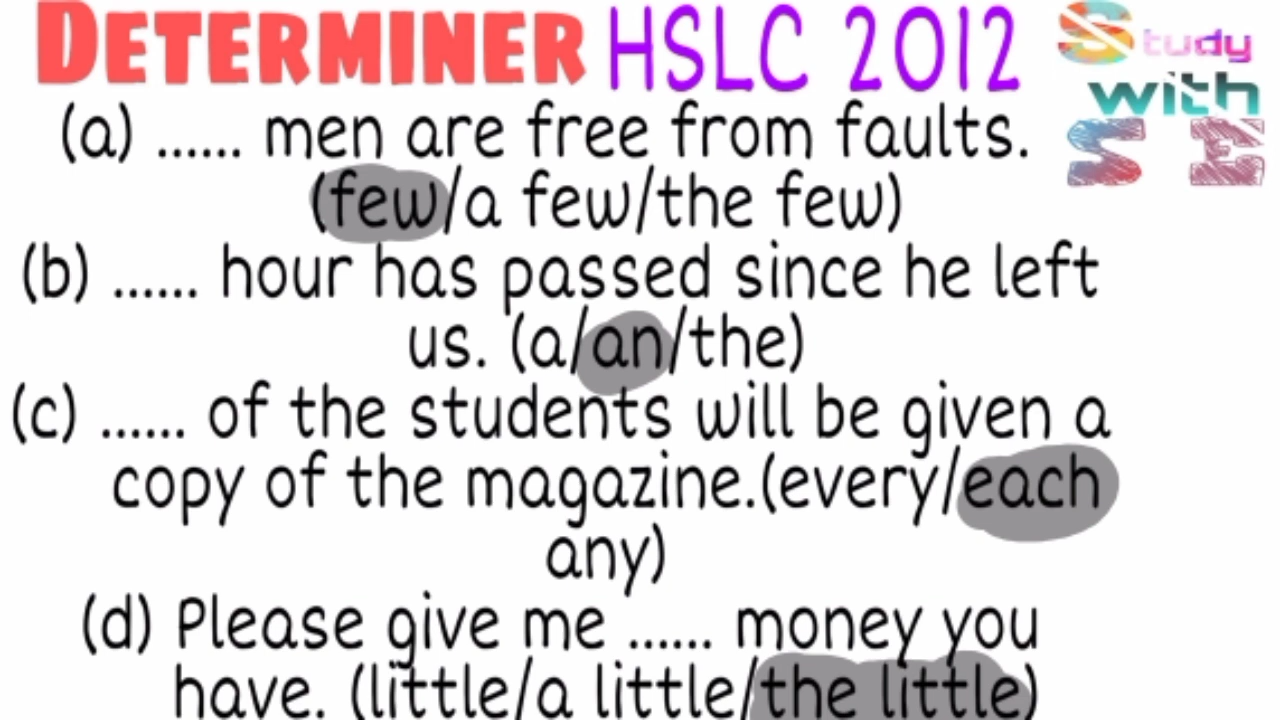 DETERMINER HSLC 2012
Study
with
S E
(a) ...... men are free from faults.
(few/a few/the few)
(b) ...... hour has passed since he left
us. (a/an/the)
(c) ...... of the students will be given a
copy of the magazine.(every/each
any)
(d) Please give me ...... money you
have. (little/a little/the little)